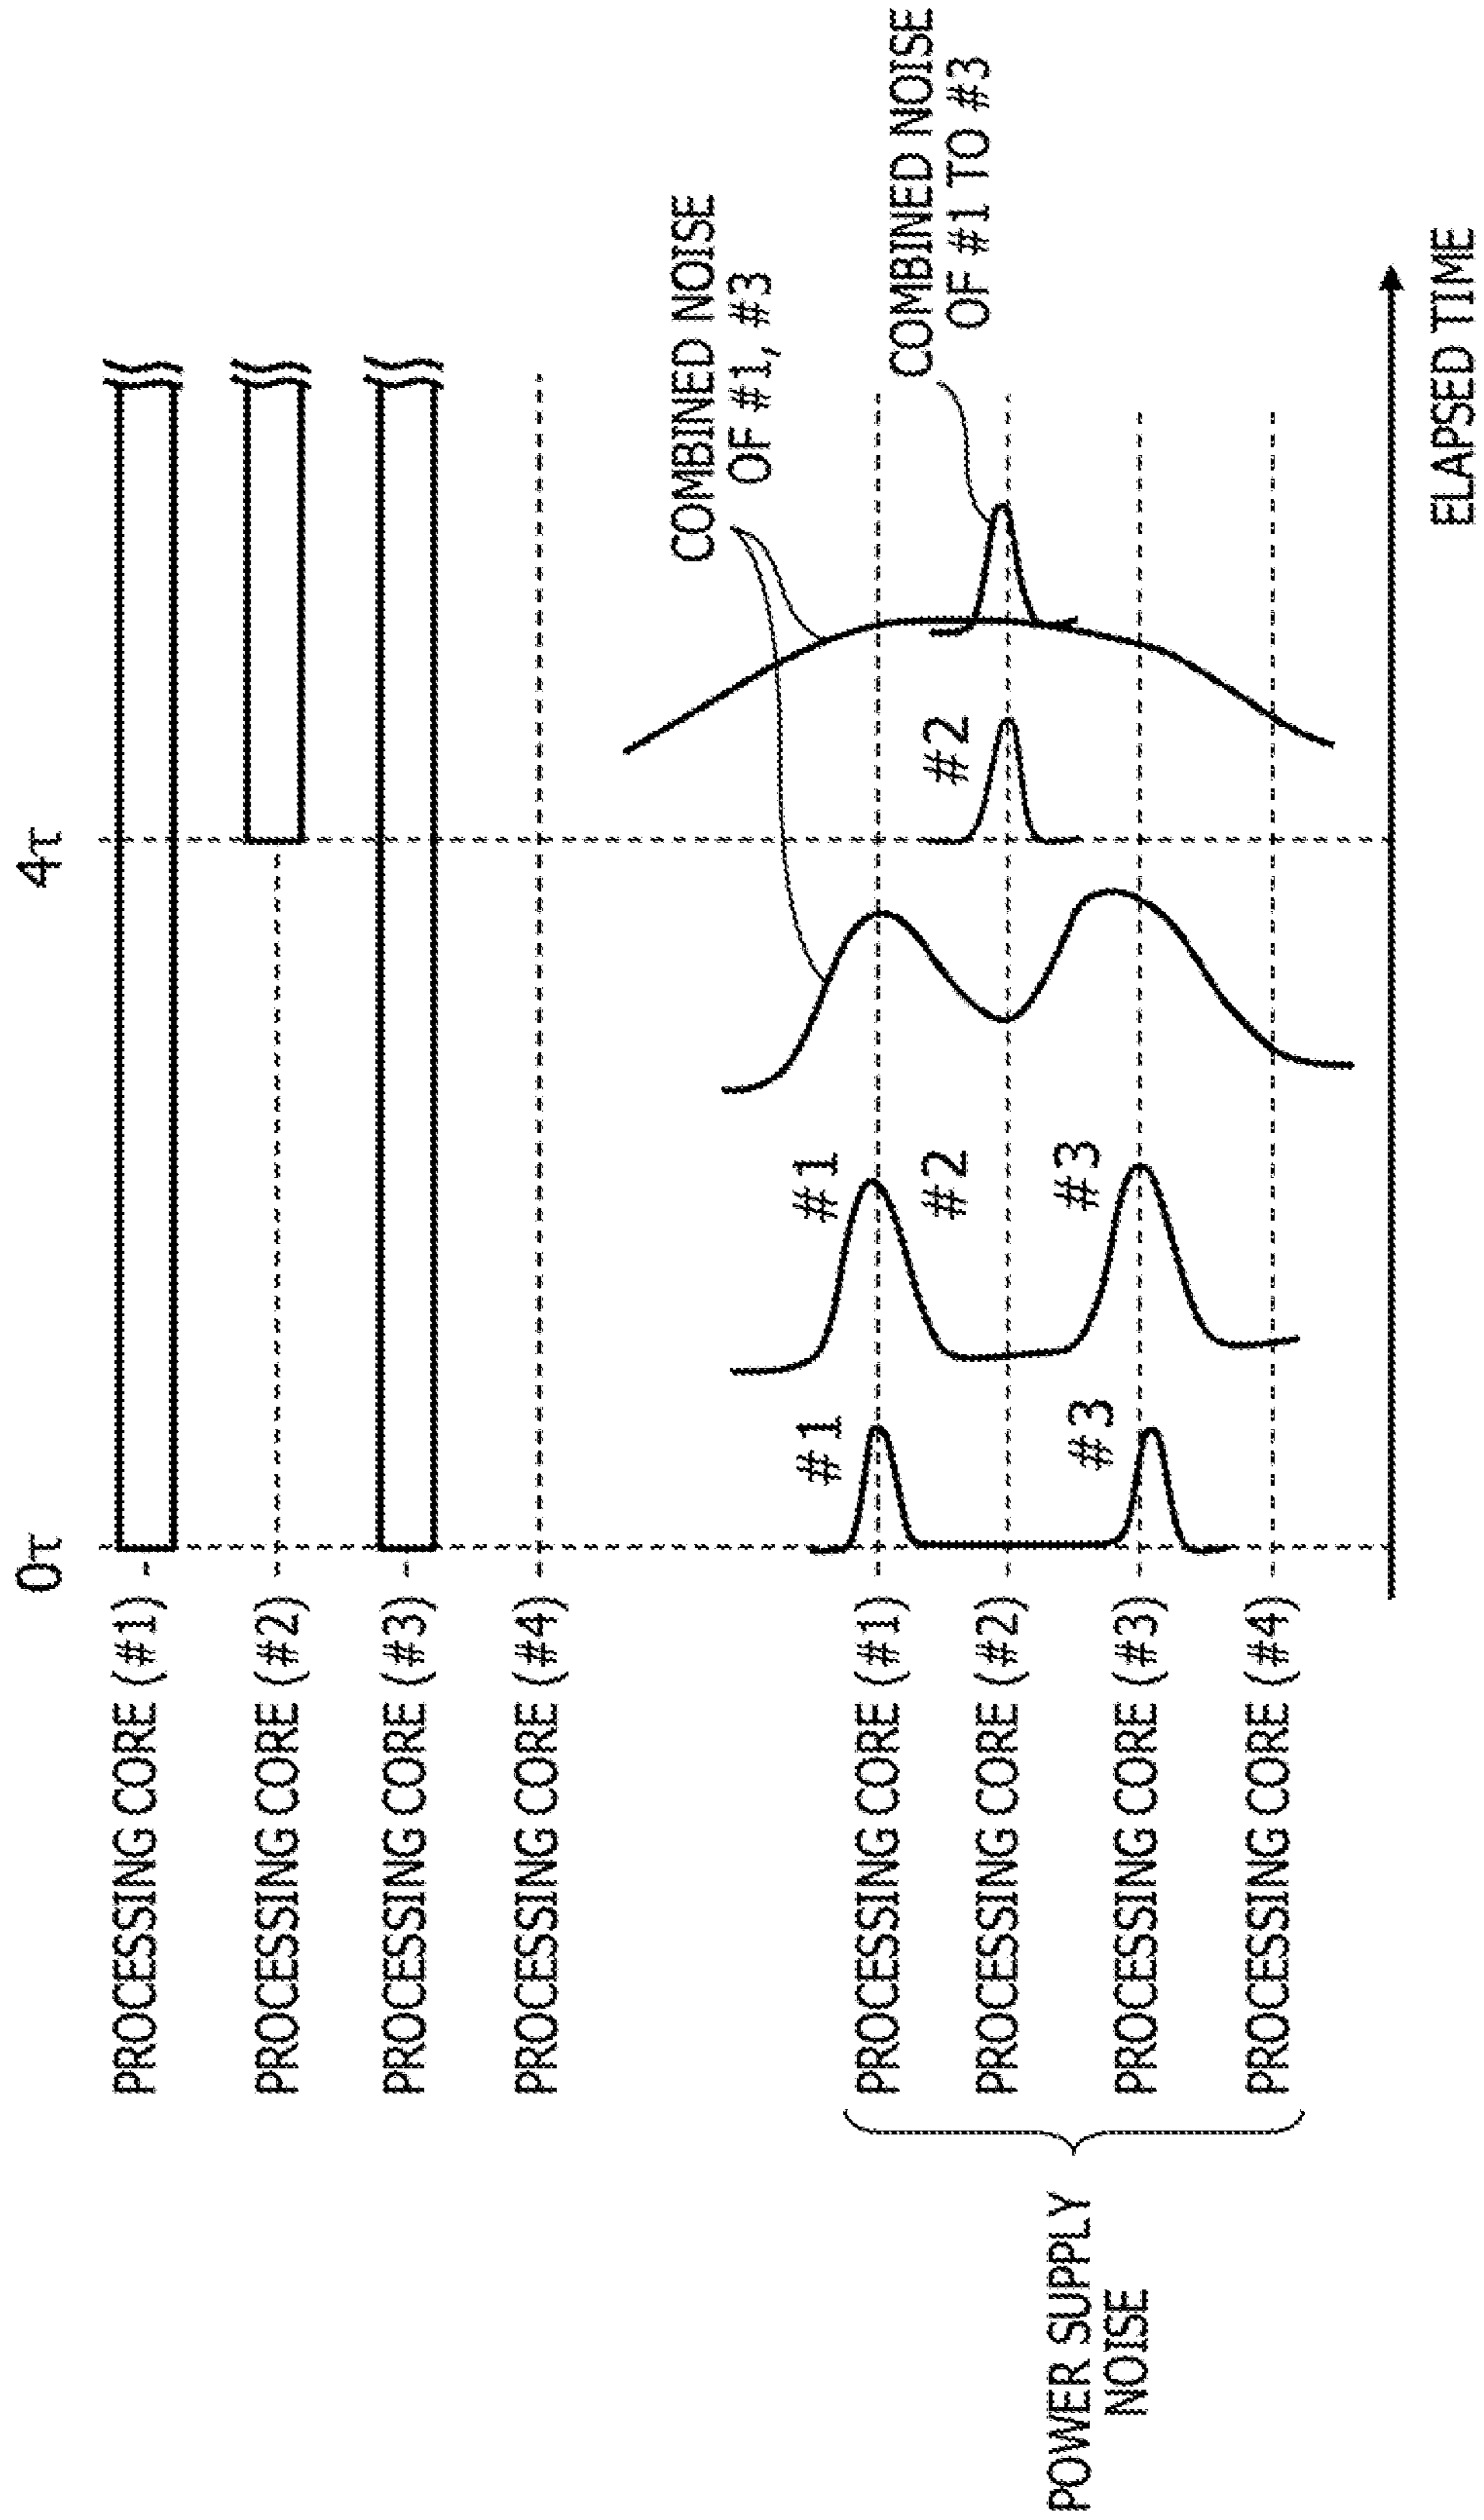 0τ
4τ
PROCESSING CORE (#1)
PROCESSING CORE (#2)
PROCESSING CORE (#3)
PROCESSING CORE (#4)
COMBINED NOISE
OF #1, #3
COMBINED NOISE
OF #1 TO #3
POWER SUPPLY
NOISE
PROCESSING CORE (#1)
PROCESSING CORE (#2)
PROCESSING CORE (#3)
PROCESSING CORE (#4)
#1
#3
#1
#2
#3
#2
ELAPSED TIME